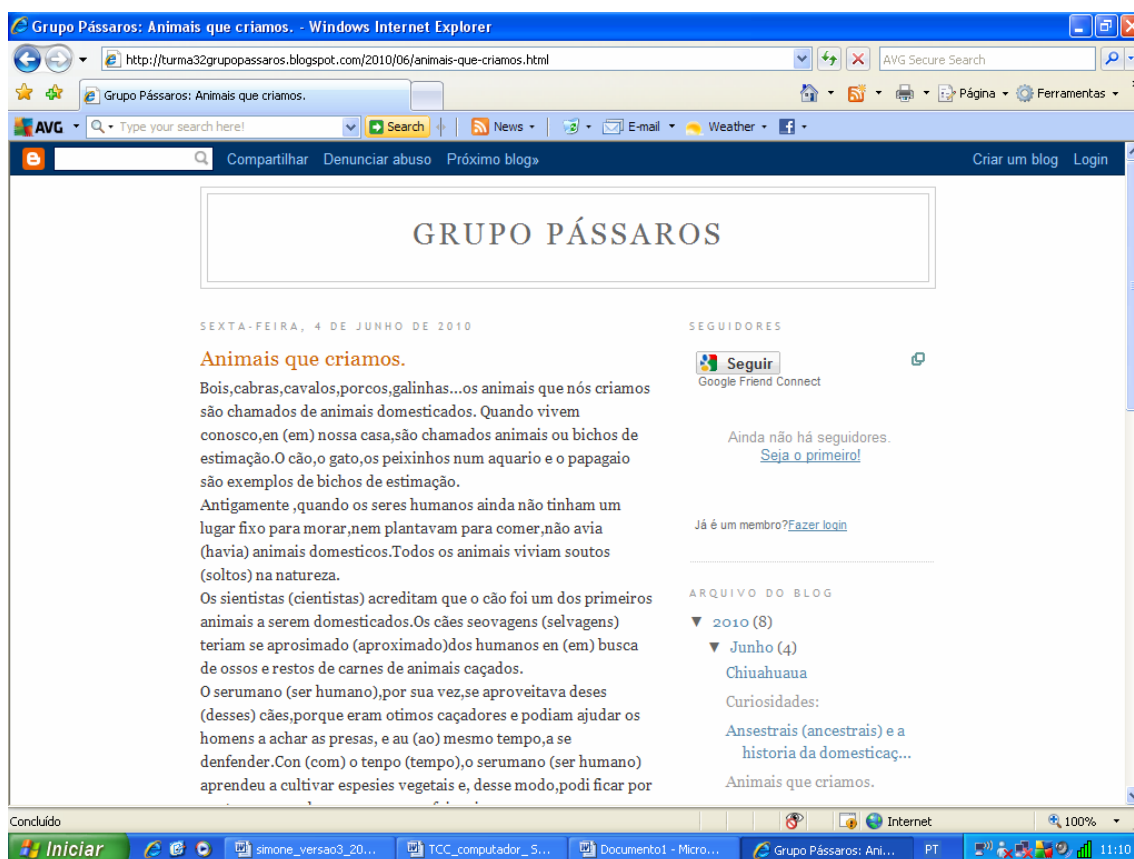 Grupo Pássaros: Animais que criamos. - Windows Internet Explorer
http://turma32grupopassaros.blogspot.com/2010/06/animais-que-criamos.html
AVG Secure Search
Grupo Pássaros: Animais que criamos.
Página
Ferramentas
AVG
Type your search here!
Search
News
E-mail
Weather
Compartilhar Denunciar abuso Próximo blog»
Criar um blog Login
GRUPO PÁSSAROS
SEXTA-FEIRA, 4 DE JUNHO DE 2010
Animais que criamos.
Bois,cabras,cavalos,porcos,galinhas...os animais que nós criamos
são chamados de animais domesticados. Quando vivem
conosco,en (em) nossa casa,são chamados animais ou bichos de
estimação.O cão,o gato,os peixinhos num aquario e o papagaio
são exemplos de bichos de estimação.
Antigamente ,quando os seres humanos ainda não tinham um
lugar fixo para morar,nem plantavam para comer,não avia
(havia) animais domesticos.Todos os animais viviam soutos
(soltos) na natureza.
Os sientistas (cientistas) acreditam que o cão foi um dos primeiros
animais a serem domesticados.Os cães seovagens (selvagens)
teriam se aprosimado (aproximado)dos humanos en (em) busca
de ossos e restos de carnes de animais caçados.
O serumano (ser humano),por sua vez,se aproveitava deses
(desses) cães,porque eram otimos caçadores e podiam ajudar os
homens a achar as presas, e au (ao) mesmo tempo,a se
denfender.Con (com) o tenpo (tempo),o serumano (ser humano)
aprendeu a cultivar espesies vegetais e, desse modo,podi ficar por
SEGUIDORES
Seguir
Google Friend Connect
Ainda não há seguidores.
Seja o primeiro!
Já é um membro?Fazer login
ARQUIVO DO BLOG
▼ 2010 (8)
▼ Junho (4)
Chiuahuaua
Curiosidades:
Ansestrais (ancestrais) e a
historia da domesticaç...
Animais que criamos.
Concluído
Internet
100%
Iniciar
simone_versao3_20...
TCC_computador_S...
Documento1 - Micro...
Grupo Pássaros: Ani...
PT
11:10